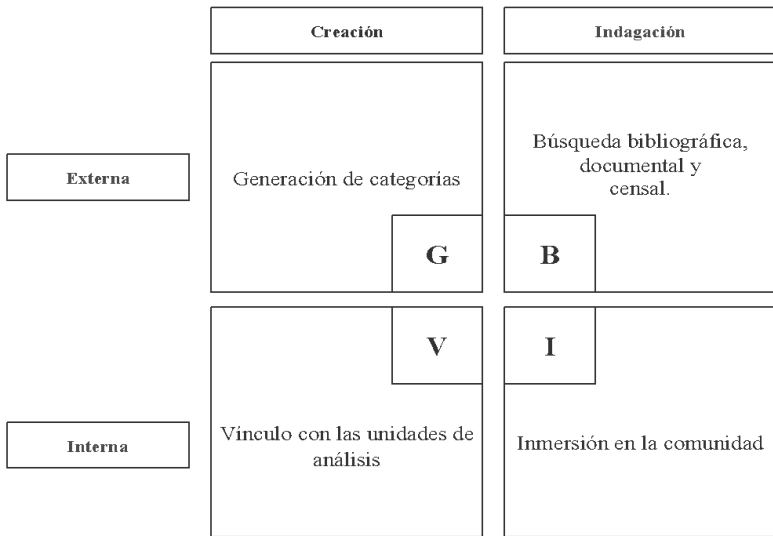 Creación
Indagación
Externa
Generación de categorías
G
Búsqueda bibliográfica,
documental y
censal.
B
Interna
V
Vínculo con las unidades de
análisis
I
Inmersión en la comunidad